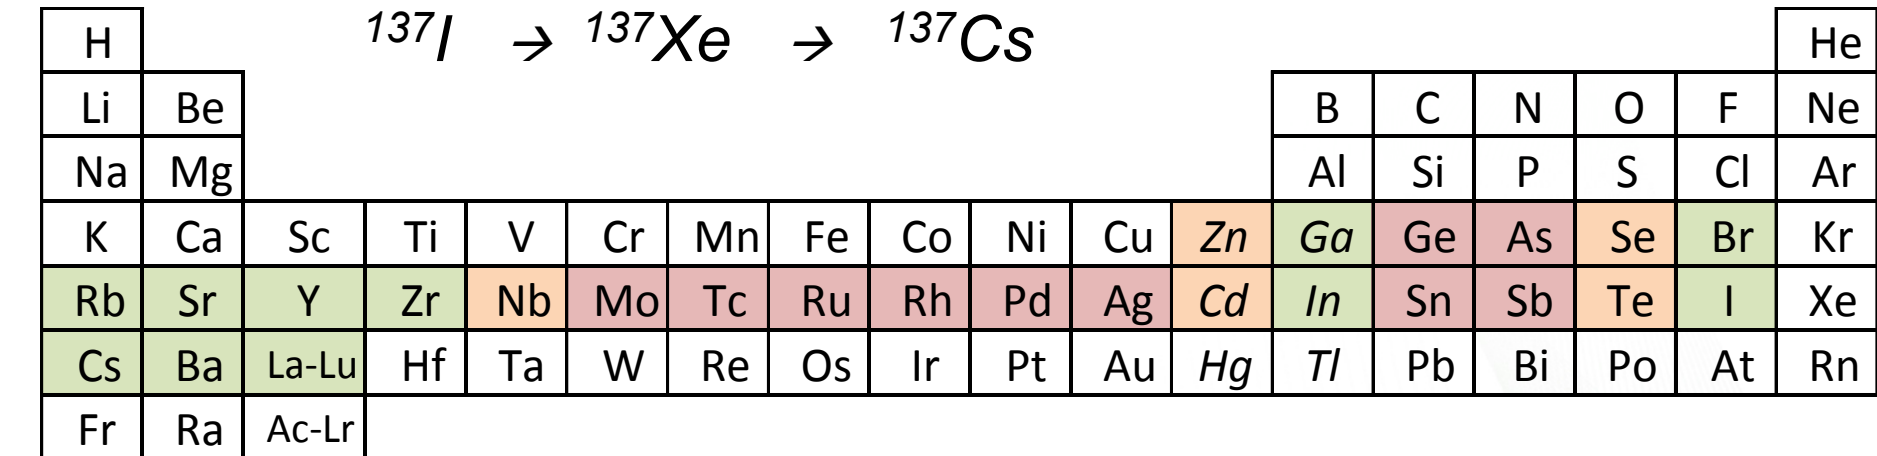 ¹³⁷I → ¹³⁷Xe → ¹³⁷Cs
H He
Li Be B C N O F Ne
Na Mg Al Si P S Cl Ar
K Ca Sc Ti V Cr Mn Fe Co Ni Cu Zn Ga Ge As Se Br Kr
Rb Sr Y Zr Nb Mo Tc Ru Rh Pd Ag Cd In Sn Sb Te I Xe
Cs Ba La-Lu Hf Ta W Re Os Ir Pt Au Hg Tl Pb Bi Po At Rn
Fr Ra Ac-Lr